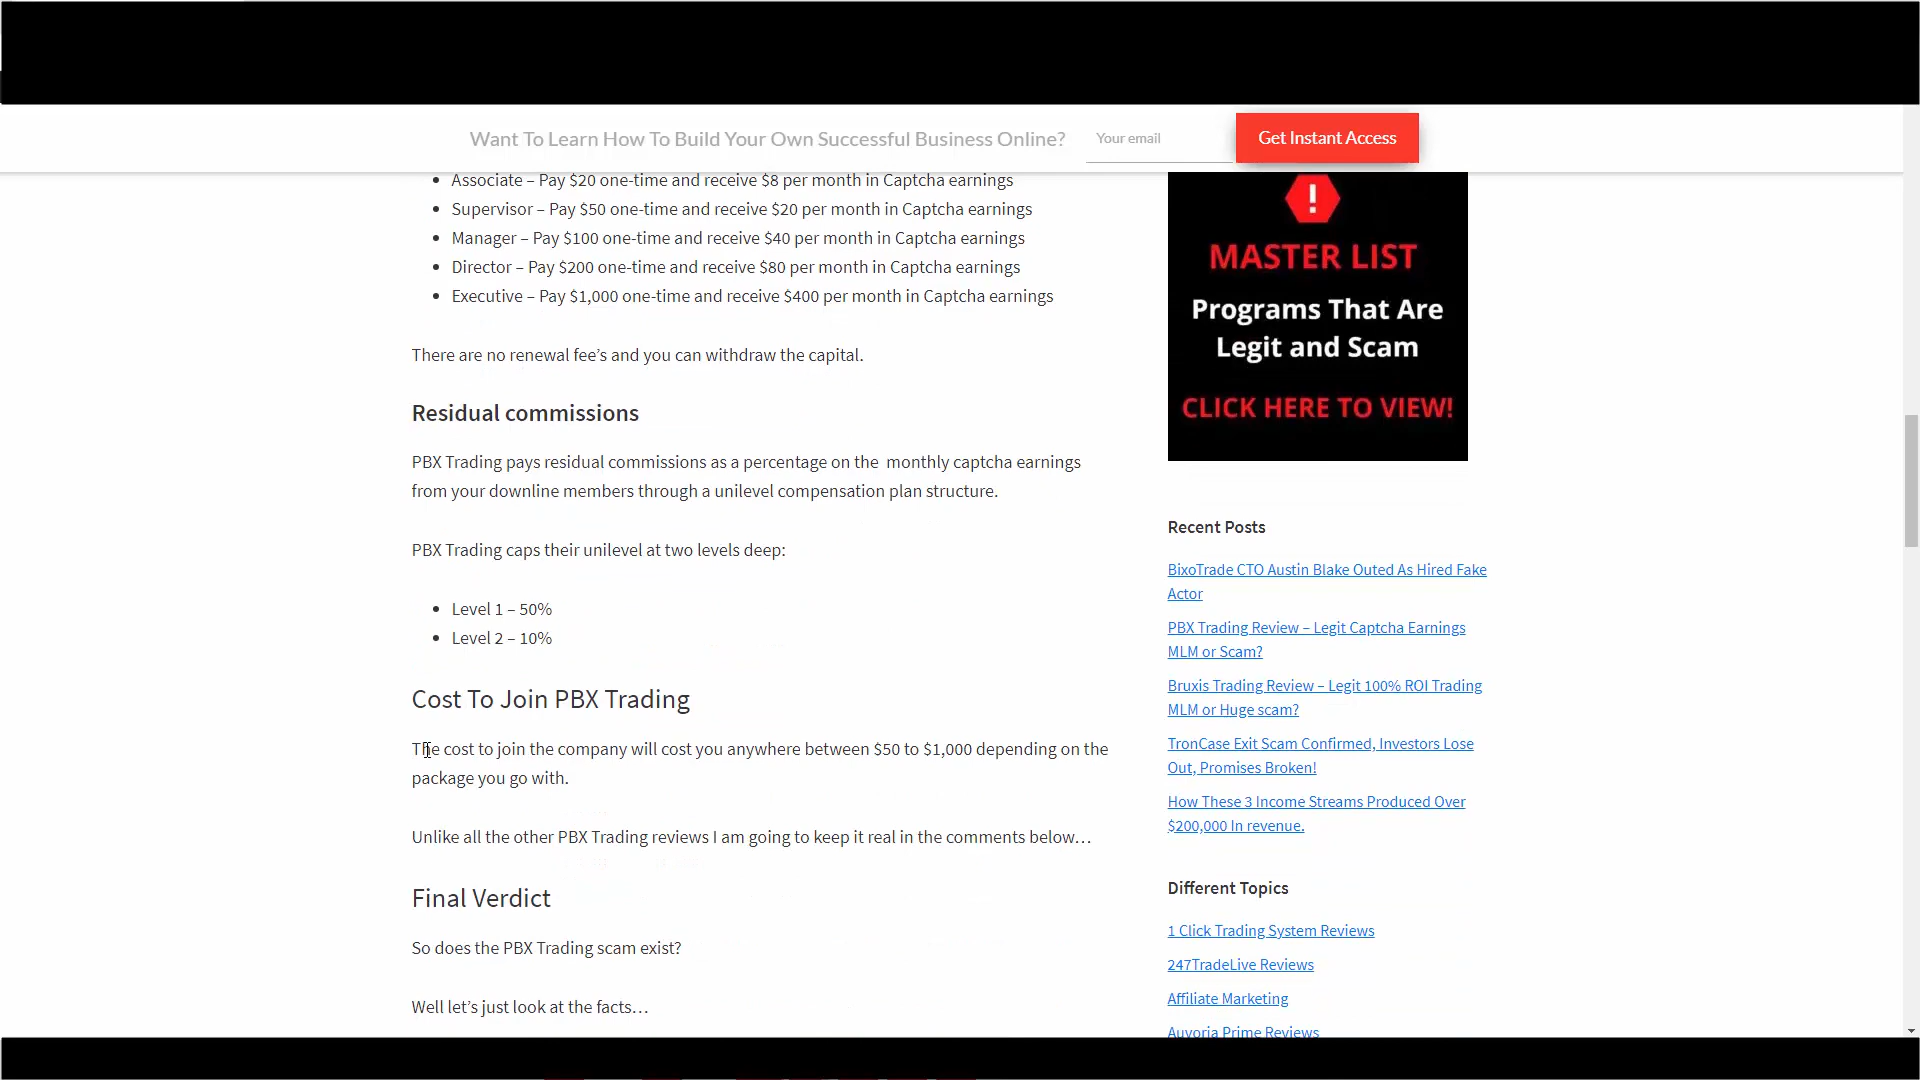 Want To Learn How To Build Your Own Successful Business Online?
Your email
Get Instant Access
Associate – Pay $20 one-time and receive $8 per month in Captcha earnings
Supervisor – Pay $50 one-time and receive $20 per month in Captcha earnings
Manager – Pay $100 one-time and receive $40 per month in Captcha earnings
Director – Pay $200 one-time and receive $80 per month in Captcha earnings
Executive – Pay $1,000 one-time and receive $400 per month in Captcha earnings
There are no renewal fee’s and you can withdraw the capital.
Residual commissions
PBX Trading pays residual commissions as a percentage on the monthly captcha earnings
from your downline members through a unilevel compensation plan structure.
PBX Trading caps their unilevel at two levels deep:
Level 1 – 50%
Level 2 – 10%
Cost To Join PBX Trading
The cost to join the company will cost you anywhere between $50 to $1,000 depending on the
package you go with.
Unlike all the other PBX Trading reviews I am going to keep it real in the comments below…
Final Verdict
So does the PBX Trading scam exist?
Well let’s just look at the facts…
!
MASTER LIST
Programs That Are
Legit and Scam
CLICK HERE TO VIEW!
Recent Posts
BixoTrade CTO Austin Blake Outed As Hired Fake
Actor
PBX Trading Review – Legit Captcha Earnings
MLM or Scam?
Bruxis Trading Review – Legit 100% ROI Trading
MLM or Huge scam?
TronCase Exit Scam Confirmed, Investors Lose
Out, Promises Broken!
How These 3 Income Streams Produced Over
$200,000 In revenue.
Different Topics
1 Click Trading System Reviews
247TradeLive Reviews
Affiliate Marketing
Auvoria Prime Reviews